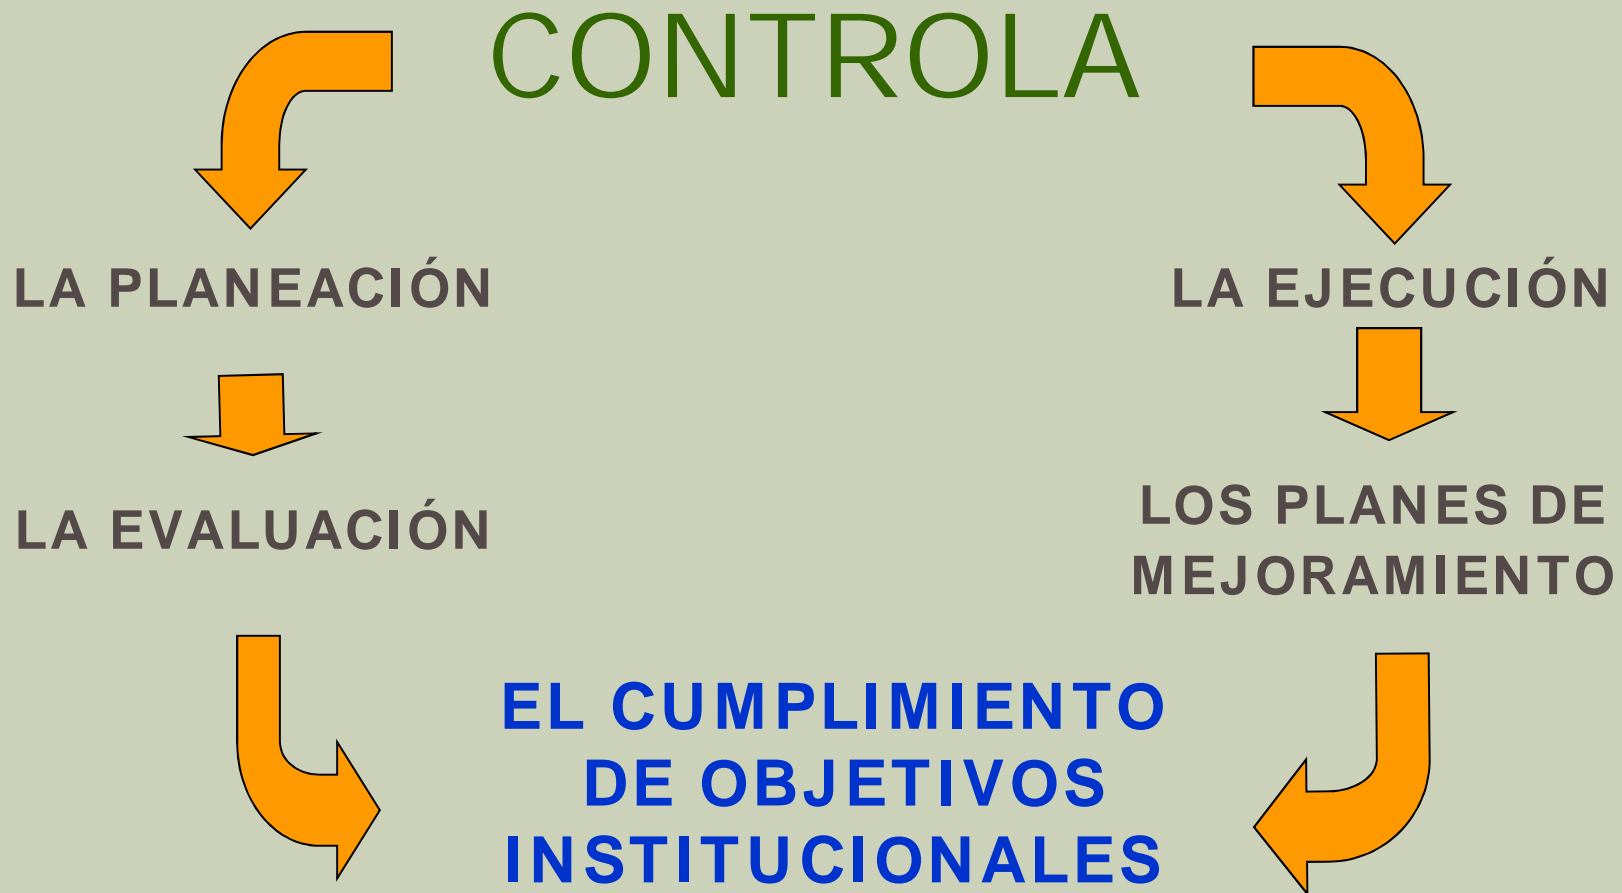 CONTROLA
LA PLANEACIÓN
LA EJECUCIÓN
LA EVALUACIÓN
LOS PLANES DE
MEJORAMIENTO
EL CUMPLIMIENTO
DE OBJETIVOS
INSTITUCIONALES